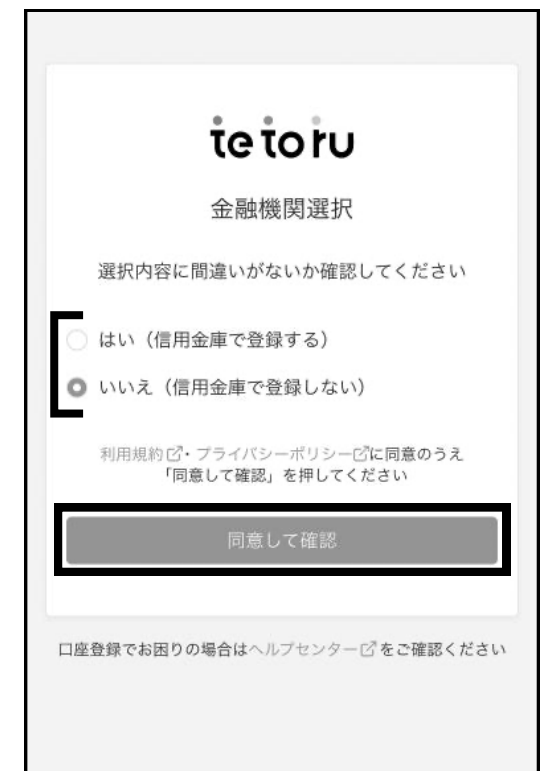 tetoru
金融機関選択
選択内容に間違いがないか確認してください
はい（信用金庫で登録する）
いいえ（信用金庫で登録しない）
利用規約・プライバシーポリシーに同意のうえ
「同意して確認」を押してください
同意して確認
口座登録でお困りの場合はヘルプセンターをご確認ください